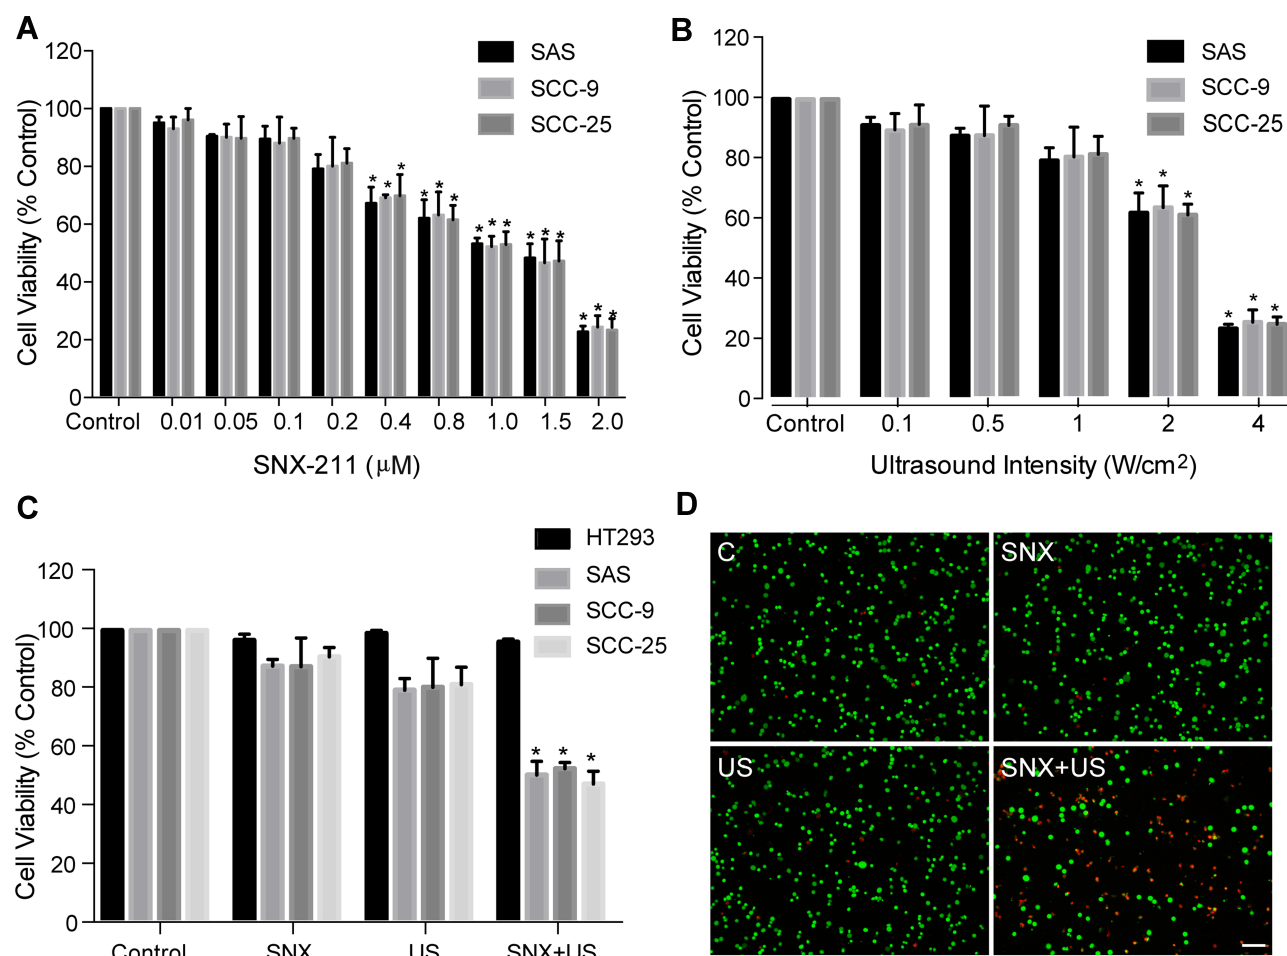 A
120
100
80
60
40
20
0
Cell Viability (% Control)
SAS
SCC-9
SCC-25
* * *
* * *
* * *
* * *
* * *
Control 0.01 0.05 0.1 0.2 0.4 0.8 1.0 1.5 2.0
SNX-211 (μM)
B
120
100
80
60
40
20
0
Cell Viability (% Control)
SAS
SCC-9
SCC-25
* * *
* * *
Control 0.1 0.5 1 2 4
Ultrasound Intensity (W/cm2)
C
120
100
80
60
40
20
0
Cell Viability (% Control)
HT293
SAS
SCC-9
SCC-25
* * *
Control SNX US SNX+US
D
C
SNX
US
SNX+US